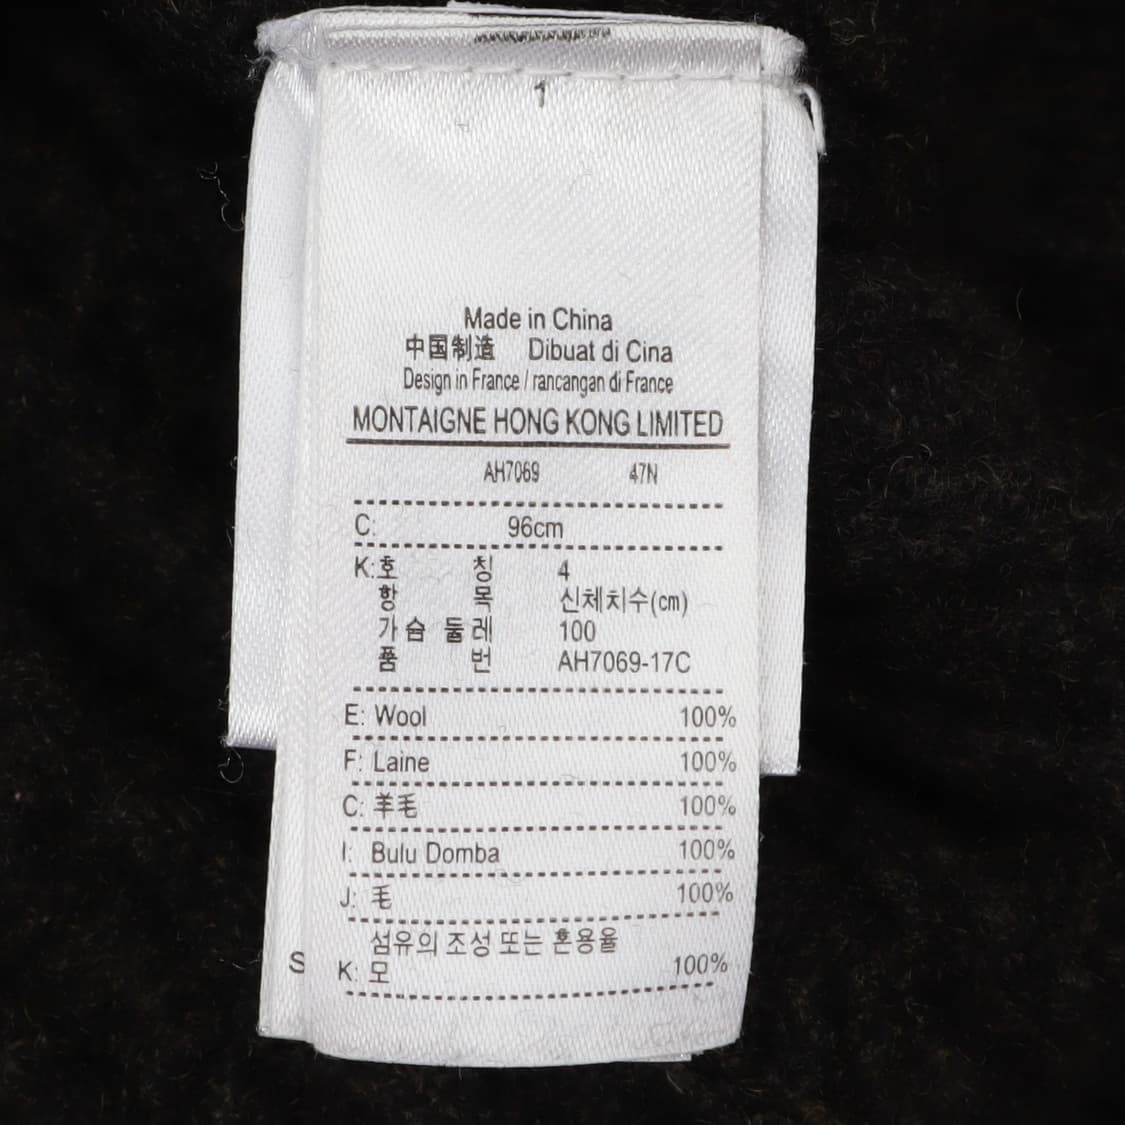 1
Made in China
中国制造 Dibuat di Cina
Design in France / rancangan di France
MONTAIGNE HONG KONG LIMITED
AH7069 47N
C: 96cm
K:호 칭 4
항 목 신체치수(cm)
가슴 둘레 100
품 번 AH7069-17C
E: Wool 100%
F: Laine 100%
C: 羊毛 100%
I: Bulu Domba 100%
J: 毛 100%
섬유의 조성 또는 혼용율
S
K: 모 100%